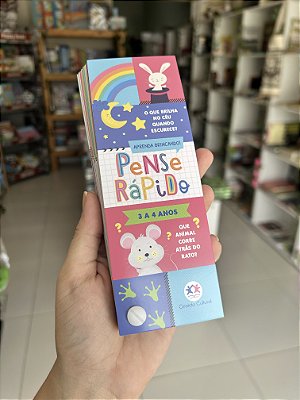 O QUE BRILHA
NO CÉU
QUANDO
ESCURECE?
APRENDA BRINCANDO!
PENSE
RÁPIDO
3 A 4 ANOS
QUE
ANIMAL
CORRE
ATRÁS DO
RATO?
Ciranda Cultural